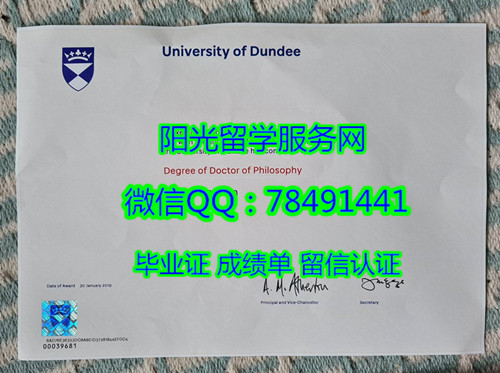 University of Dundee
阳光留学服务网
Degree of Doctor of Philosophy
微信QQ：78491441
毕业证 成绩单 留信认证
Date of Award
Principal and Vice-Chancellor
Secretary
00039681